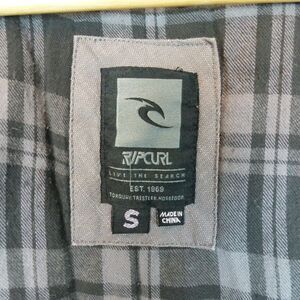 RIPCURL
LIVE THE SEARCH
EST. 1969
TORQUAY, TRESTLES, HOSSEGOR
S
MADE IN
CHINA